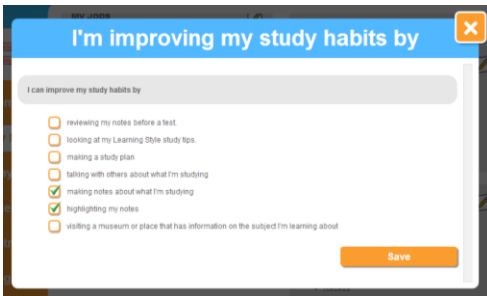 MY JOBS
I'm improving my study habits by
I can improve my study habits by
reviewing my notes before a test.
looking at my Learning Style study tips.
making a study plan
talking with others about what I'm studying
making notes about what I'm studying
highlighting my notes
visiting a museum or place that has information on the subject I'm learning about
Save